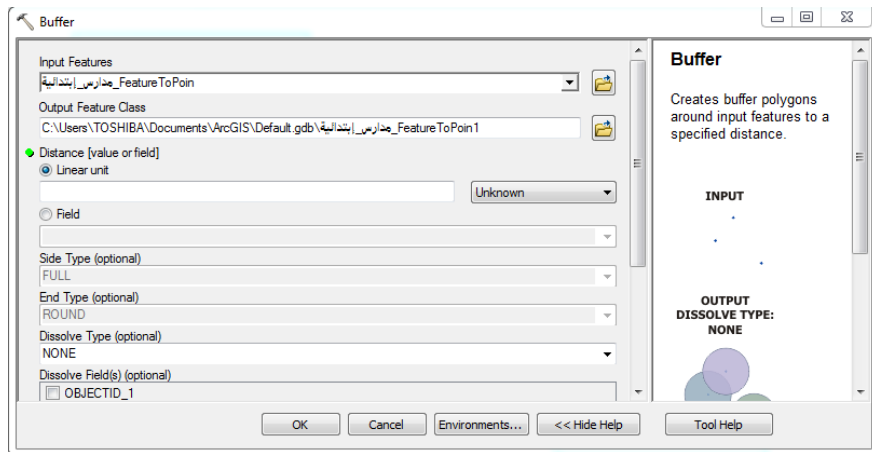 Buffer
Input Features
مدارس_إبتدائية_FeatureToPoin
Output Feature Class
C:\Users\TOSHIBA\Documents\ArcGIS\Default.gdb\مدارس_إبتدائية_FeatureToPoin1
Distance [value or field]
Linear unit
Unknown
Field
Side Type (optional)
FULL
End Type (optional)
ROUND
Dissolve Type (optional)
NONE
Dissolve Field(s) (optional)
OBJECTID_1
OK
Cancel
Environments...
<< Hide Help
Tool Help
Buffer
Creates buffer polygons
around input features to a
specified distance.
INPUT
OUTPUT
DISSOLVE TYPE:
NONE